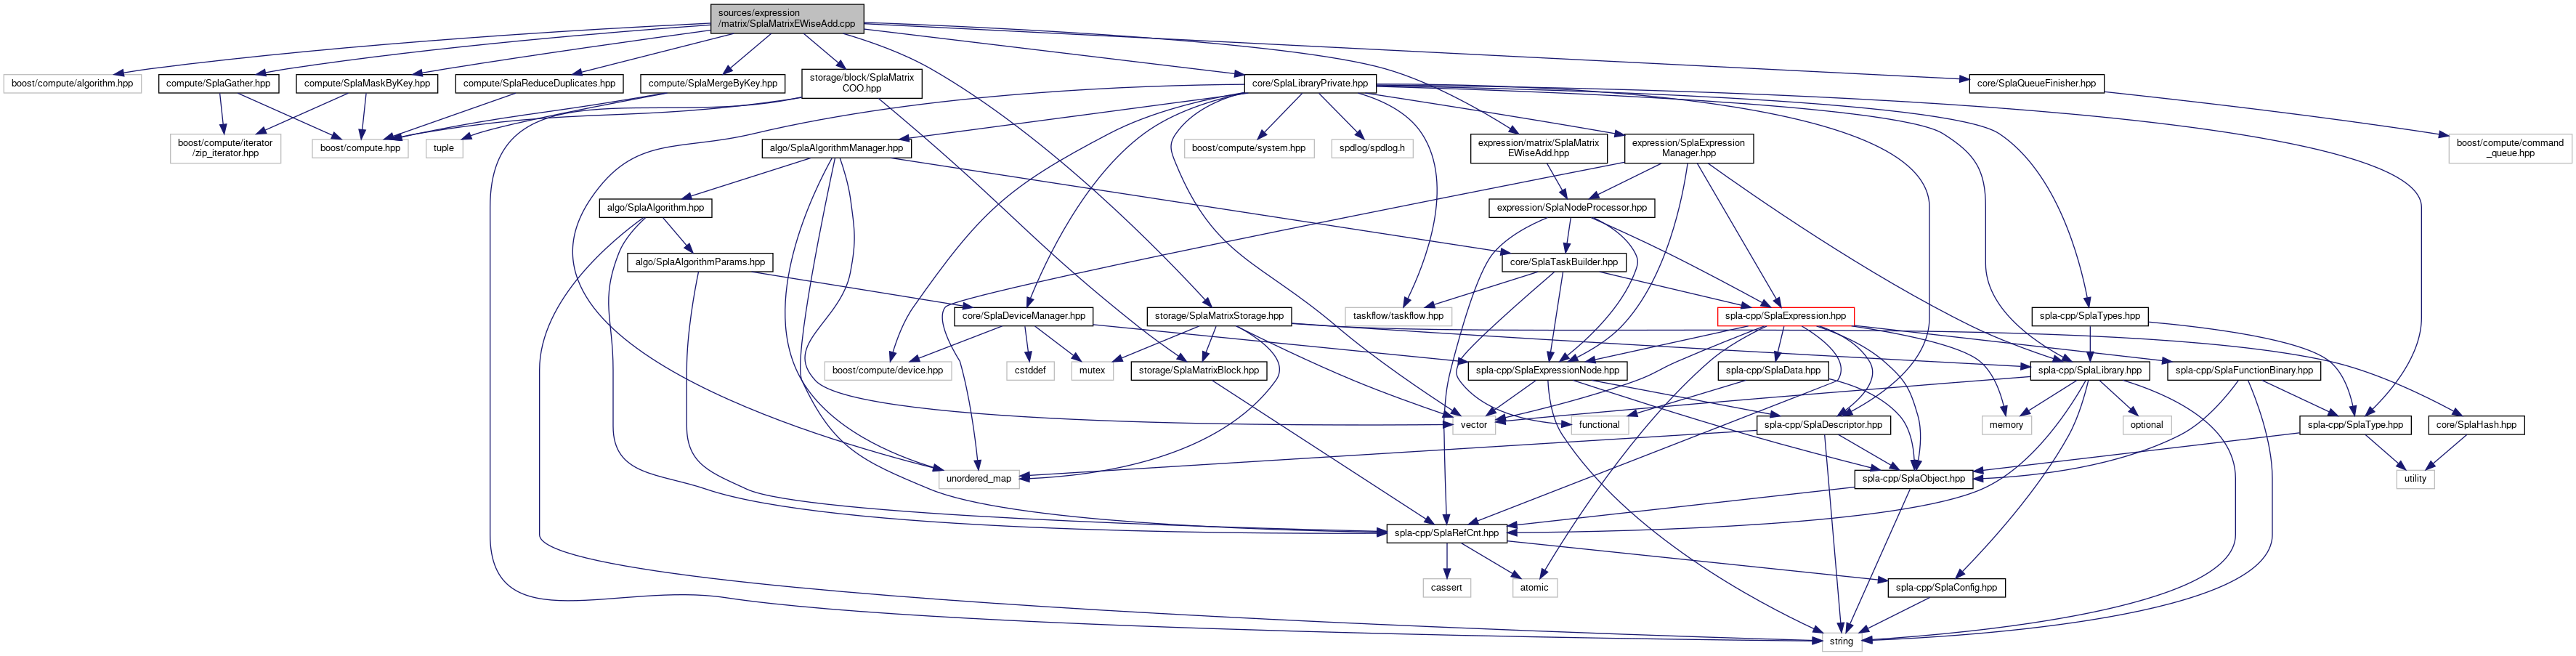 sources/expression
/matrix/SplaMatrixEWiseAdd.cpp
boost/compute/algorithm.hpp
compute/SplaGather.hpp
compute/SplaMaskByKey.hpp
compute/SplaReduceDuplicates.hpp
compute/SplaMergeByKey.hpp
storage/block/SplaMatrix
COO.hpp
core/SplaLibraryPrivate.hpp
core/SplaQueueFinisher.hpp
boost/compute/iterator
/zip_iterator.hpp
boost/compute.hpp
tuple
algo/SplaAlgorithmManager.hpp
boost/compute/system.hpp
spdlog/spdlog.h
expression/matrix/SplaMatrix
EWiseAdd.hpp
expression/SplaExpression
Manager.hpp
boost/compute/command
_queue.hpp
algo/SplaAlgorithm.hpp
expression/SplaNodeProcessor.hpp
algo/SplaAlgorithmParams.hpp
core/SplaTaskBuilder.hpp
core/SplaDeviceManager.hpp
storage/SplaMatrixStorage.hpp
taskflow/taskflow.hpp
spla-cpp/SplaExpression.hpp
spla-cpp/SplaTypes.hpp
boost/compute/device.hpp
cstddef
mutex
storage/SplaMatrixBlock.hpp
spla-cpp/SplaExpressionNode.hpp
spla-cpp/SplaData.hpp
spla-cpp/SplaLibrary.hpp
spla-cpp/SplaFunctionBinary.hpp
vector
functional
spla-cpp/SplaDescriptor.hpp
memory
optional
spla-cpp/SplaType.hpp
core/SplaHash.hpp
unordered_map
spla-cpp/SplaObject.hpp
utility
spla-cpp/SplaRefCnt.hpp
cassert
atomic
spla-cpp/SplaConfig.hpp
string